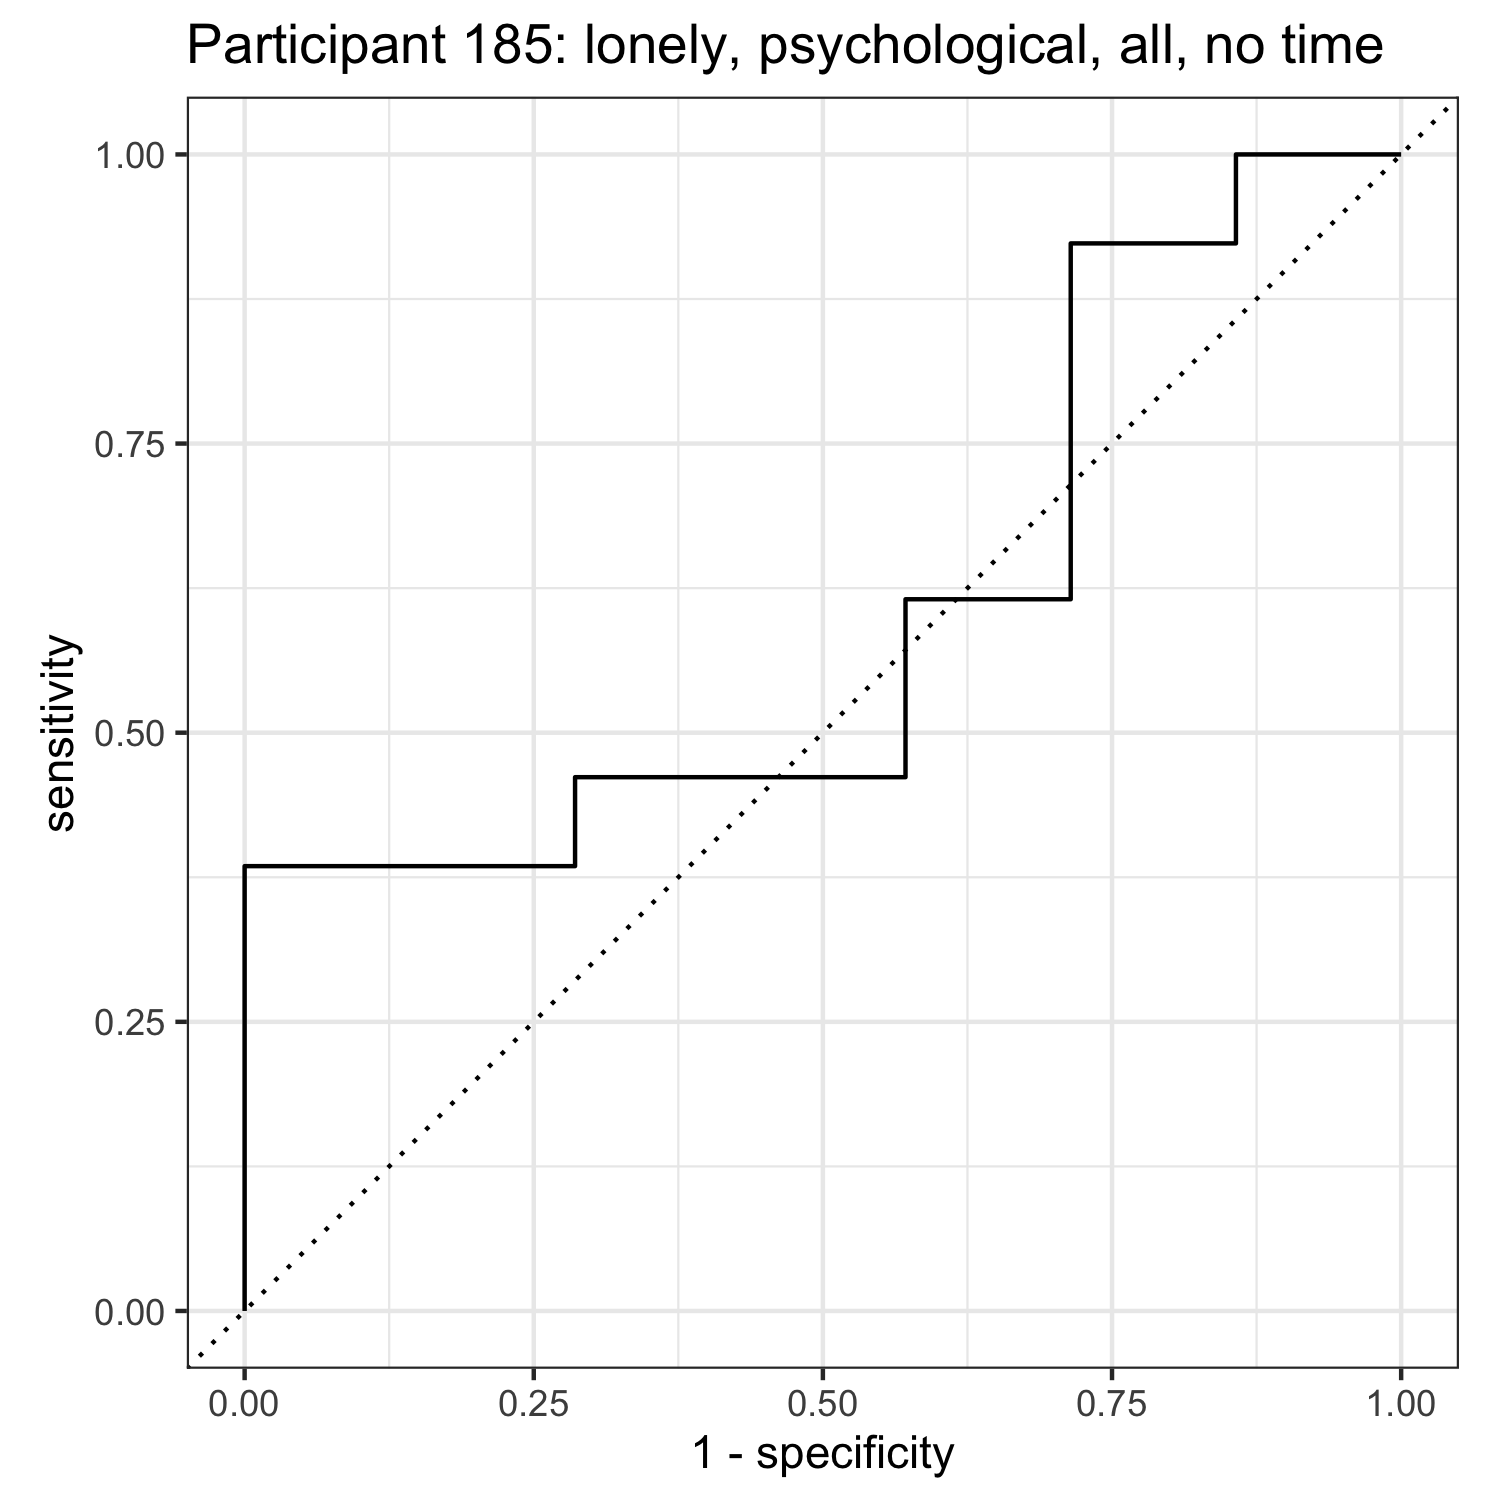 Participant 185: lonely, psychological, all, no time
sensitivity
1.00
0.75
0.50
0.25
0.00
0.00 0.25 0.50 0.75 1.00
1 - specificity